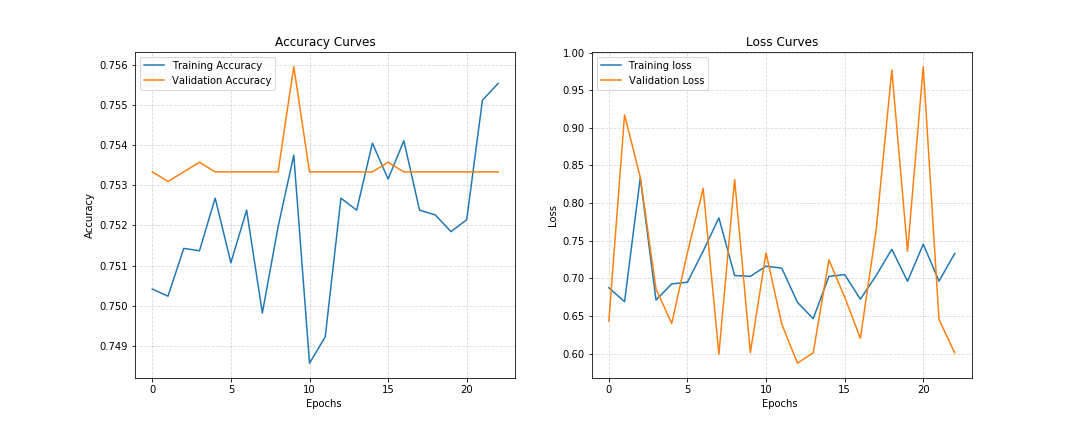 Accuracy Curves
Training Accuracy
Validation Accuracy
0.756
0.755
0.754
0.753
0.752
0.751
0.750
0.749
Accuracy
0 5 10 15 20
Epochs
Loss Curves
Training loss
Validation Loss
1.00
0.95
0.90
0.85
0.80
0.75
0.70
0.65
0.60
Loss
0 5 10 15 20
Epochs